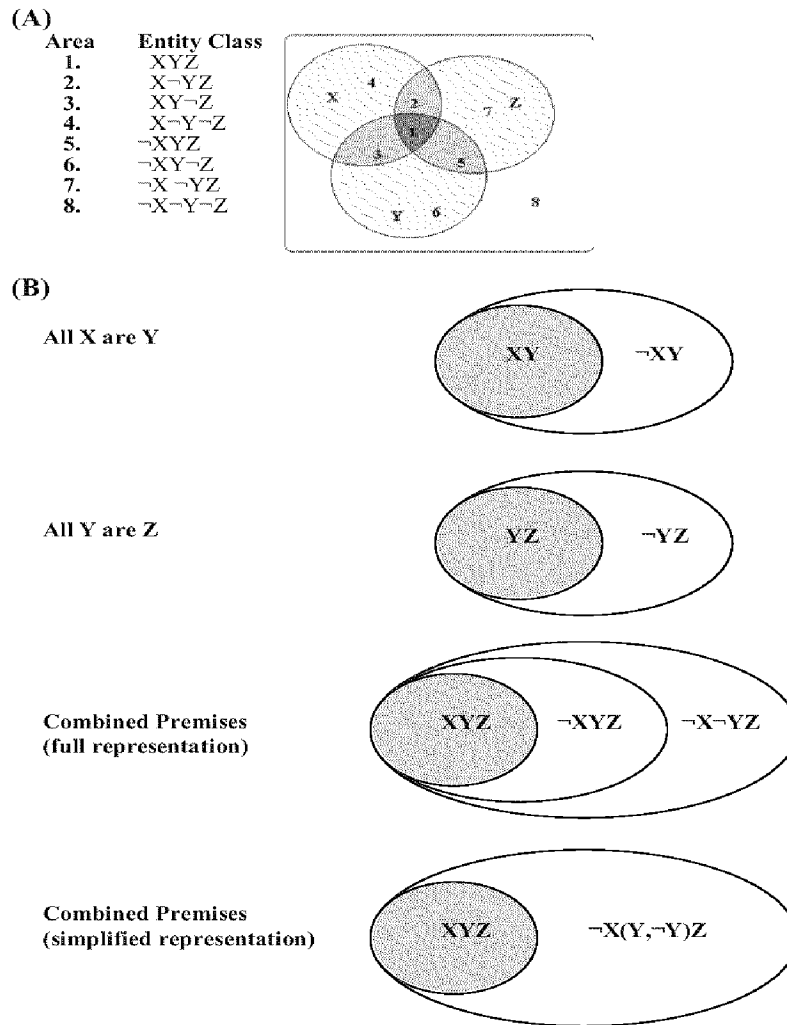 (A)
Area Entity Class
1. XYZ
2. X¬YZ
3. XY¬Z
4. X¬Y¬Z
5. ¬XYZ
6. ¬XY¬Z
7. ¬X ¬YZ
8. ¬X¬Y¬Z
4
X 2 7 Z
1
3 5
Y 6 8
(B)
All X are Y XY ¬XY
All Y are Z YZ ¬YZ
Combined Premises
(full representation) XYZ ¬XYZ ¬X¬YZ
Combined Premises
(simplified representation) XYZ ¬X(Y,¬Y)Z